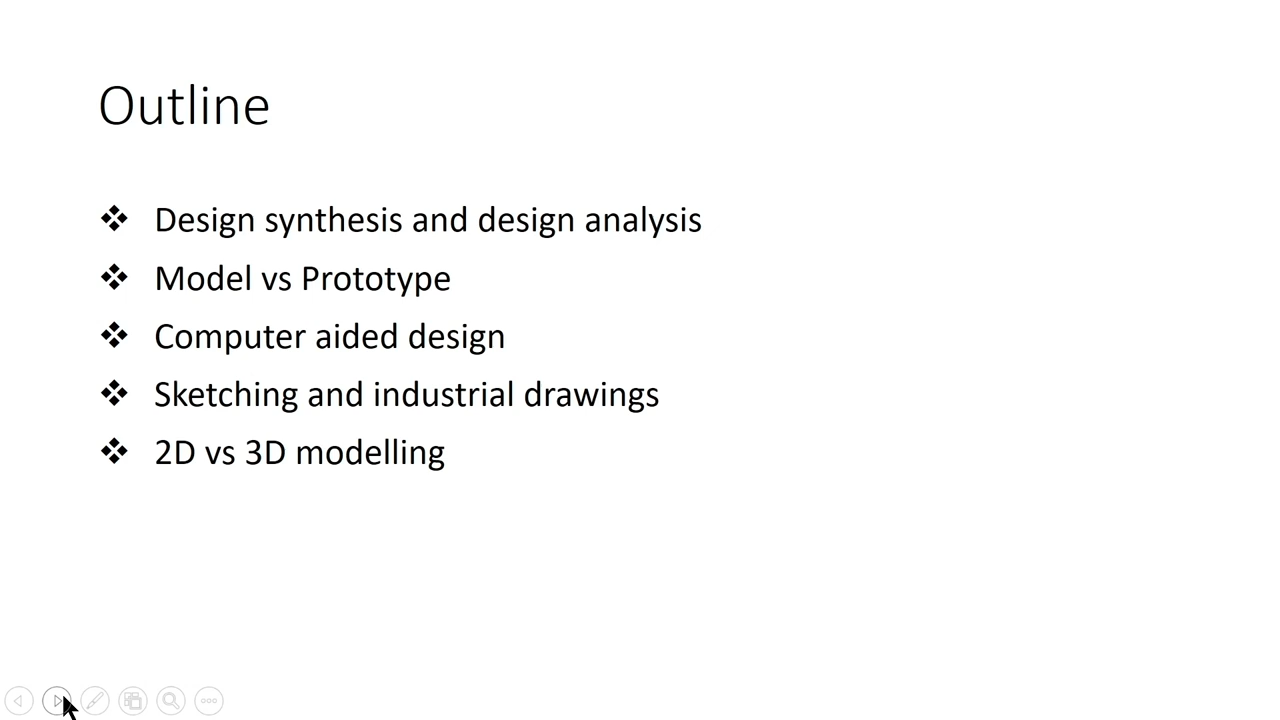 Outline
❖ Design synthesis and design analysis
❖ Model vs Prototype
❖ Computer aided design
❖ Sketching and industrial drawings
❖ 2D vs 3D modelling